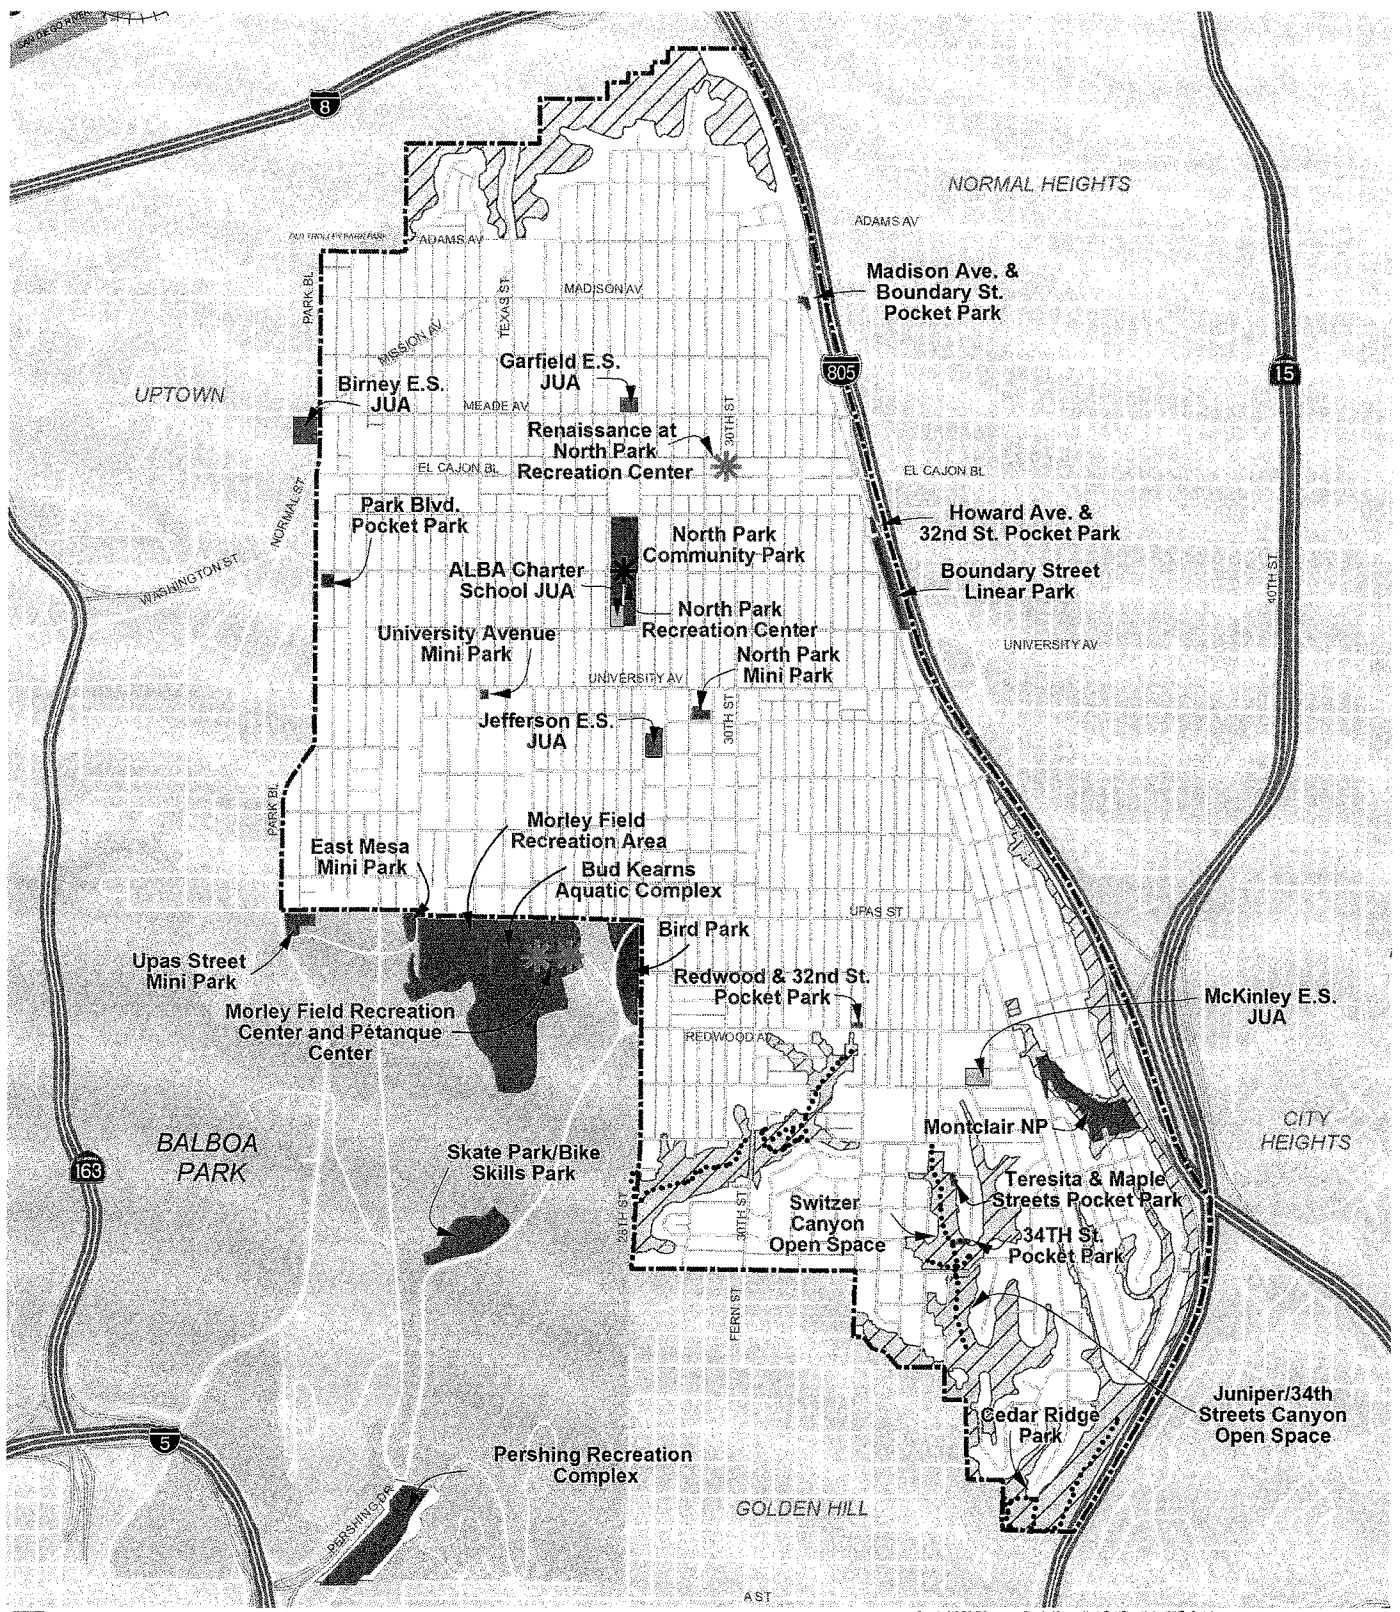 SAN DIEGO RIVER
8
NORMAL HEIGHTS
ADAMS AV
OLD TROLLEY BARN PARK
ADAMS AV
PARK BL
TEXAS ST
MADISON AV
MISSION AV
Madison Ave. &
Boundary St.
Pocket Park
805
15
UPTOWN
Birney E.S.
JUA
Garfield E.S.
JUA
MEADE AV
30TH ST
Renaissance at
North Park
Recreation Center
EL CAJON BL
EL CAJON BL
NORMAL ST
Park Blvd.
Pocket Park
WASHINGTON ST
Howard Ave. &
32nd St. Pocket Park
North Park
Community Park
ALBA Charter
School JUA
Boundary Street
Linear Park
40TH ST
North Park
Recreation Center
University Avenue
Mini Park
UNIVERSITY AV
North Park
Mini Park
UNIVERSITY AV
Jefferson E.S.
JUA
30TH ST
PARK BL
Morley Field
Recreation Area
East Mesa
Mini Park
Bud Kearns
Aquatic Complex
UPAS ST
Bird Park
Upas Street
Mini Park
Redwood & 32nd St.
Pocket Park
McKinley E.S.
JUA
Morley Field Recreation
Center and Petanque
Center
REDWOOD AV
BALBOA
PARK
163
Montclair NP
CITY
HEIGHTS
Skate Park/Bike
Skills Park
Teresita & Maple
Streets Pocket Park
28TH ST
30TH ST
Switzer
Canyon
Open Space
34TH St.
Pocket Park
FERN ST
Juniper/34th
Streets Canyon
Open Space
Cedar Ridge
Park
5
Pershing Recreation
Complex
PERSHING DR
GOLDEN HILL
A ST